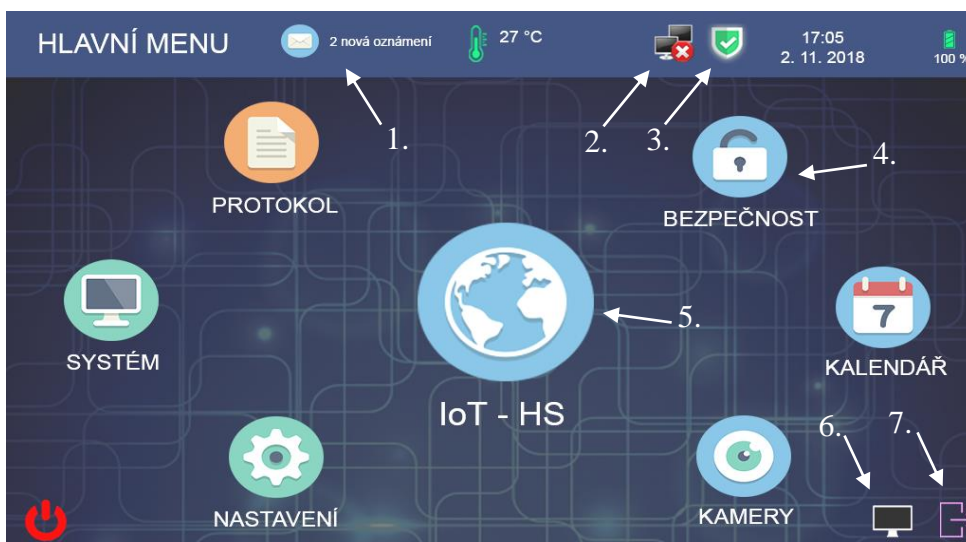 HLAVNÍ MENU
2 nová oznámení
27 °C
17:05
2. 11. 2018
100 %
1.
2.
3.
4.
PROTOKOL
BEZPEČNOST
5.
7
SYSTÉM
KALENDÁŘ
IoT - HS
6.
7.
NASTAVENÍ
KAMERY